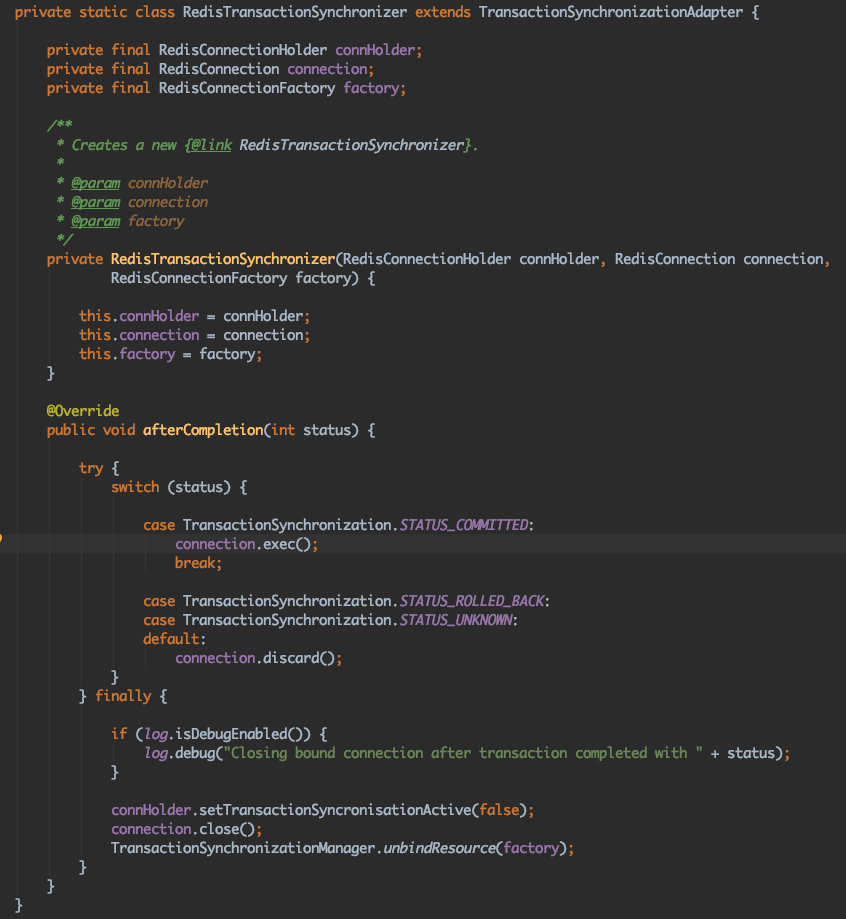 private static class RedisTransactionSynchronizer extends TransactionSynchronizationAdapter {
private final RedisConnectionHolder connHolder;
private final RedisConnection connection;
private final RedisConnectionFactory factory;
/**
* Creates a new {@link RedisTransactionSynchronizer}.
*
* @param connHolder
* @param connection
* @param factory
*/
private RedisTransactionSynchronizer(RedisConnectionHolder connHolder, RedisConnection connection,
RedisConnectionFactory factory) {
this.connHolder = connHolder;
this.connection = connection;
this.factory = factory;
}
@Override
public void afterCompletion(int status) {
try {
switch (status) {
case TransactionSynchronization.STATUS_COMMITTED:
connection.exec();
break;
case TransactionSynchronization.STATUS_ROLLED_BACK:
case TransactionSynchronization.STATUS_UNKNOWN:
default:
connection.discard();
}
} finally {
if (log.isDebugEnabled()) {
log.debug("Closing bound connection after transaction completed with " + status);
}
connHolder.setTransactionSyncronisationActive(false);
connection.close();
TransactionSynchronizationManager.unbindResource(factory);
}
}
}